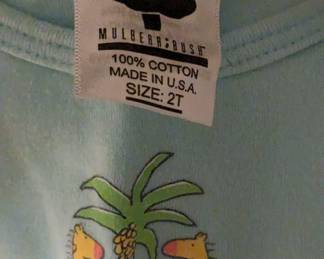 MULBERRIBUSH
100% COTTON
MADE IN U.S.A.
SIZE: 2T